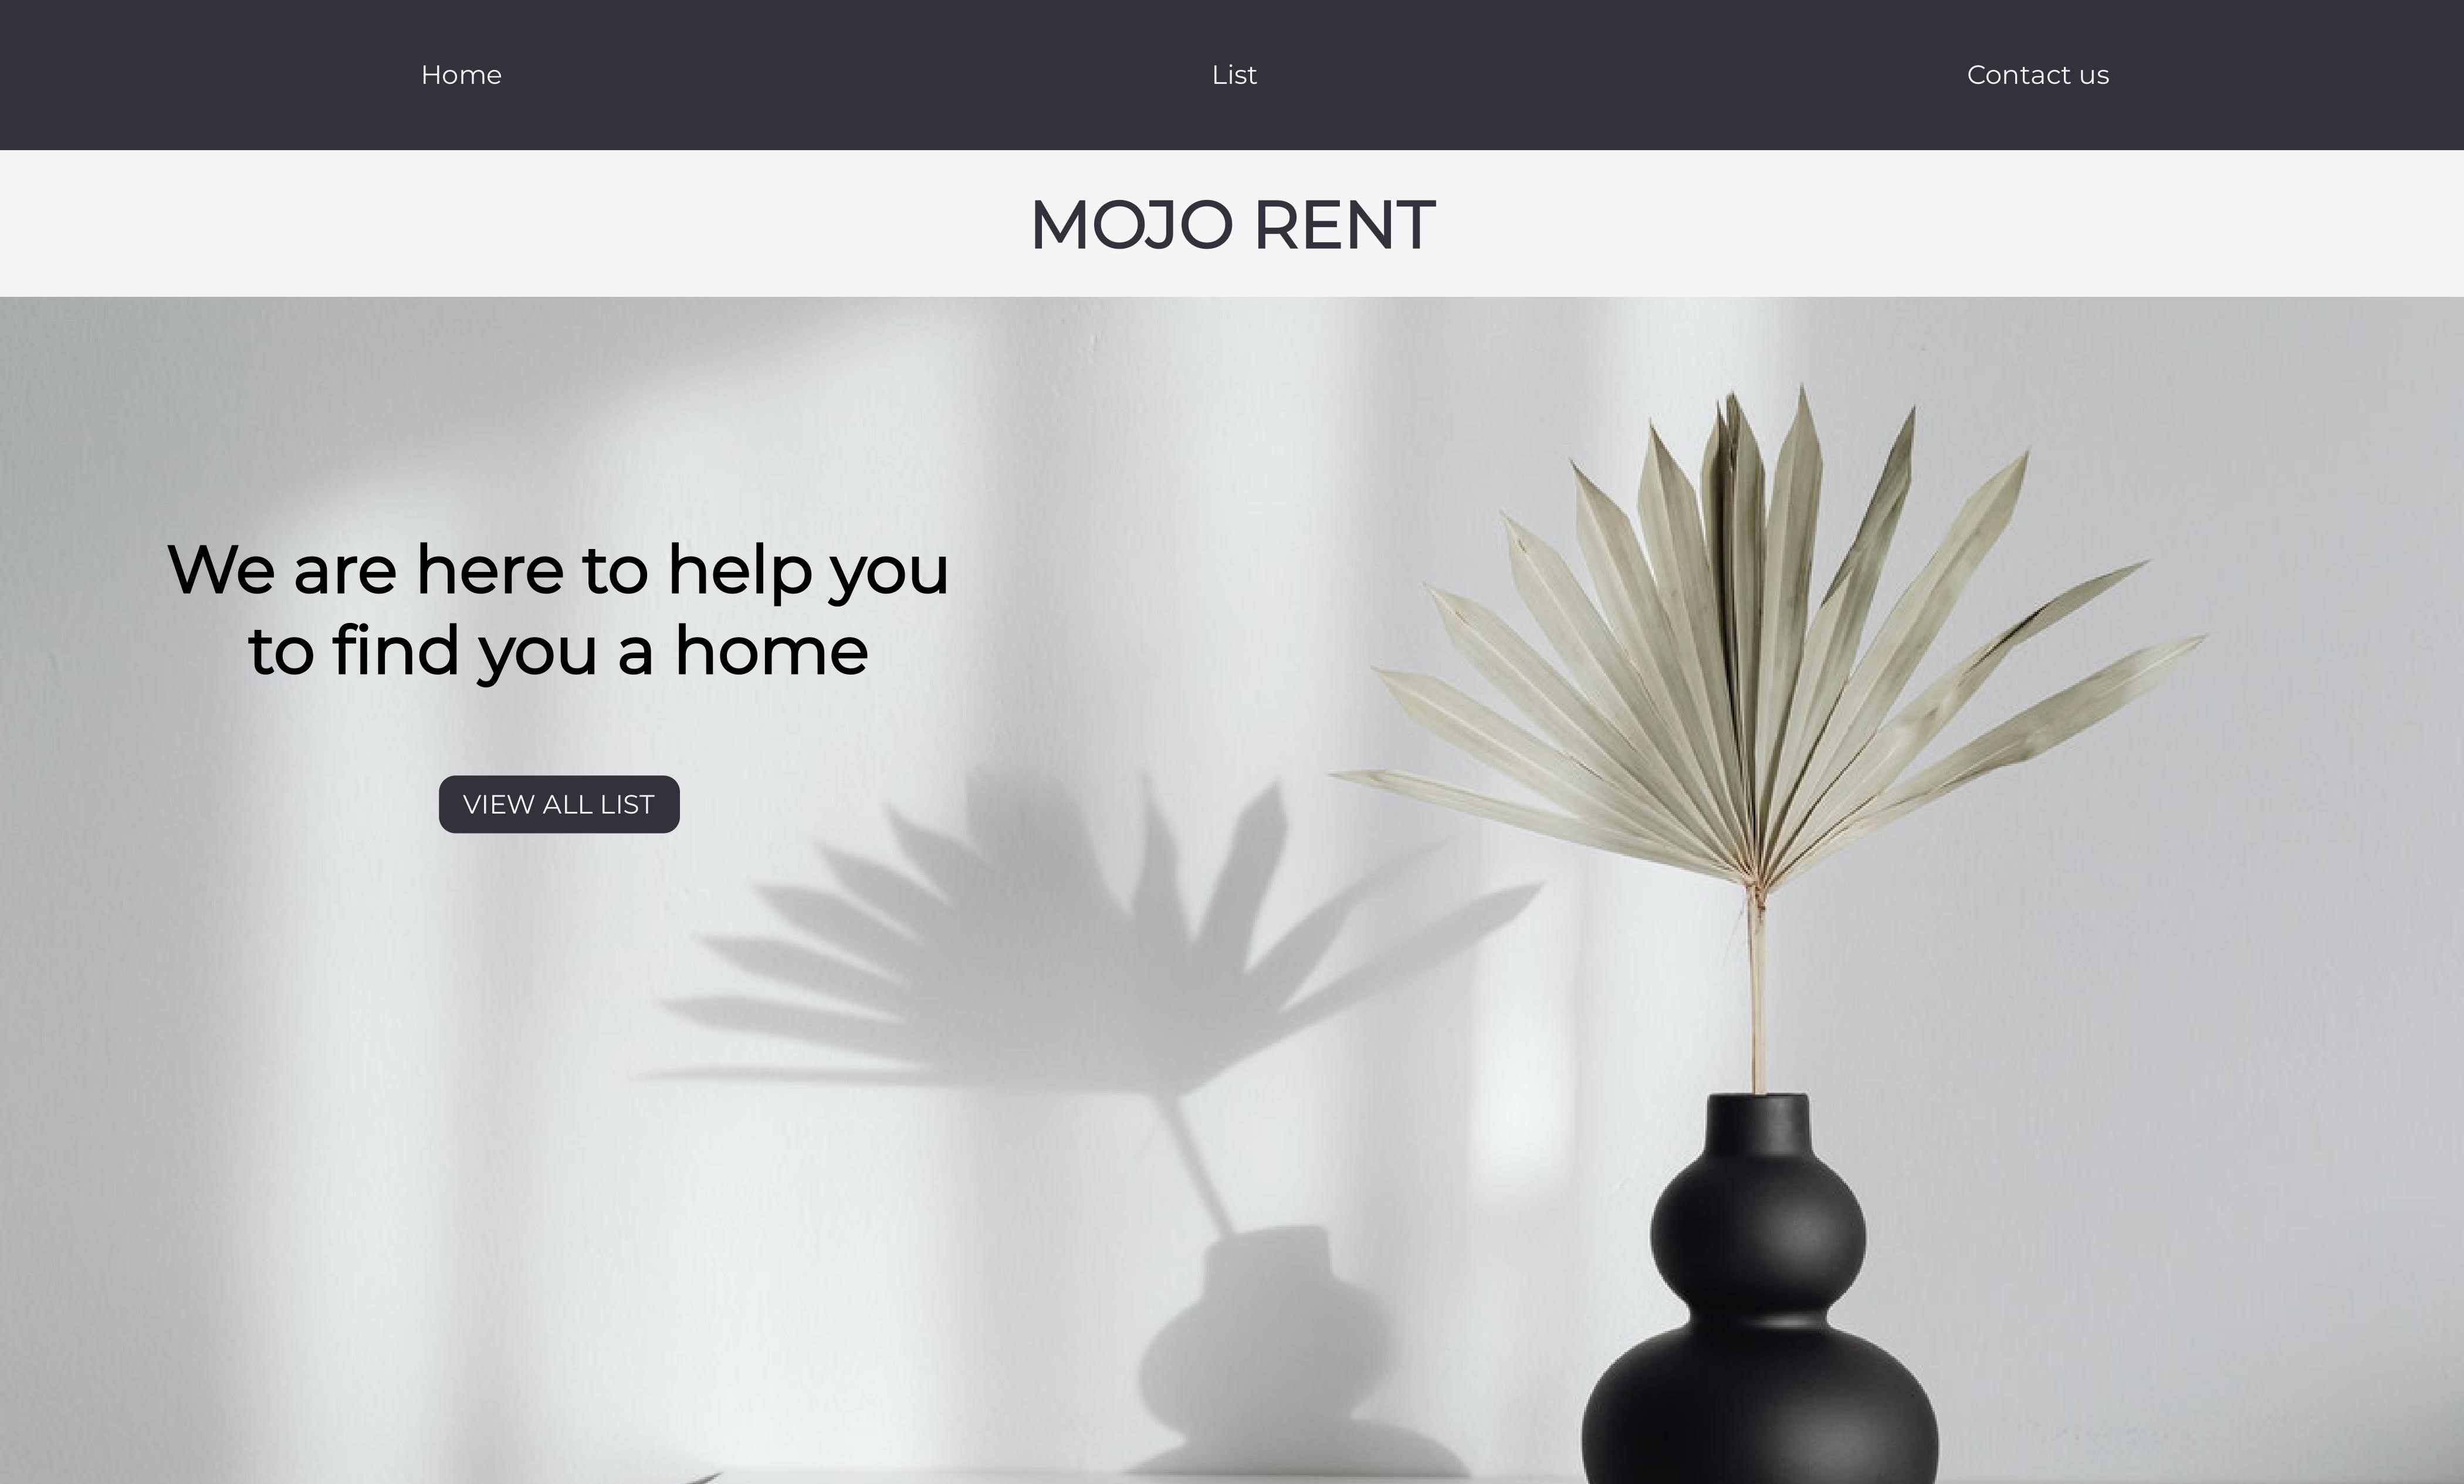 Home
List
Contact us
MOJO RENT
We are here to help you
to find you a home
VIEW ALL LIST